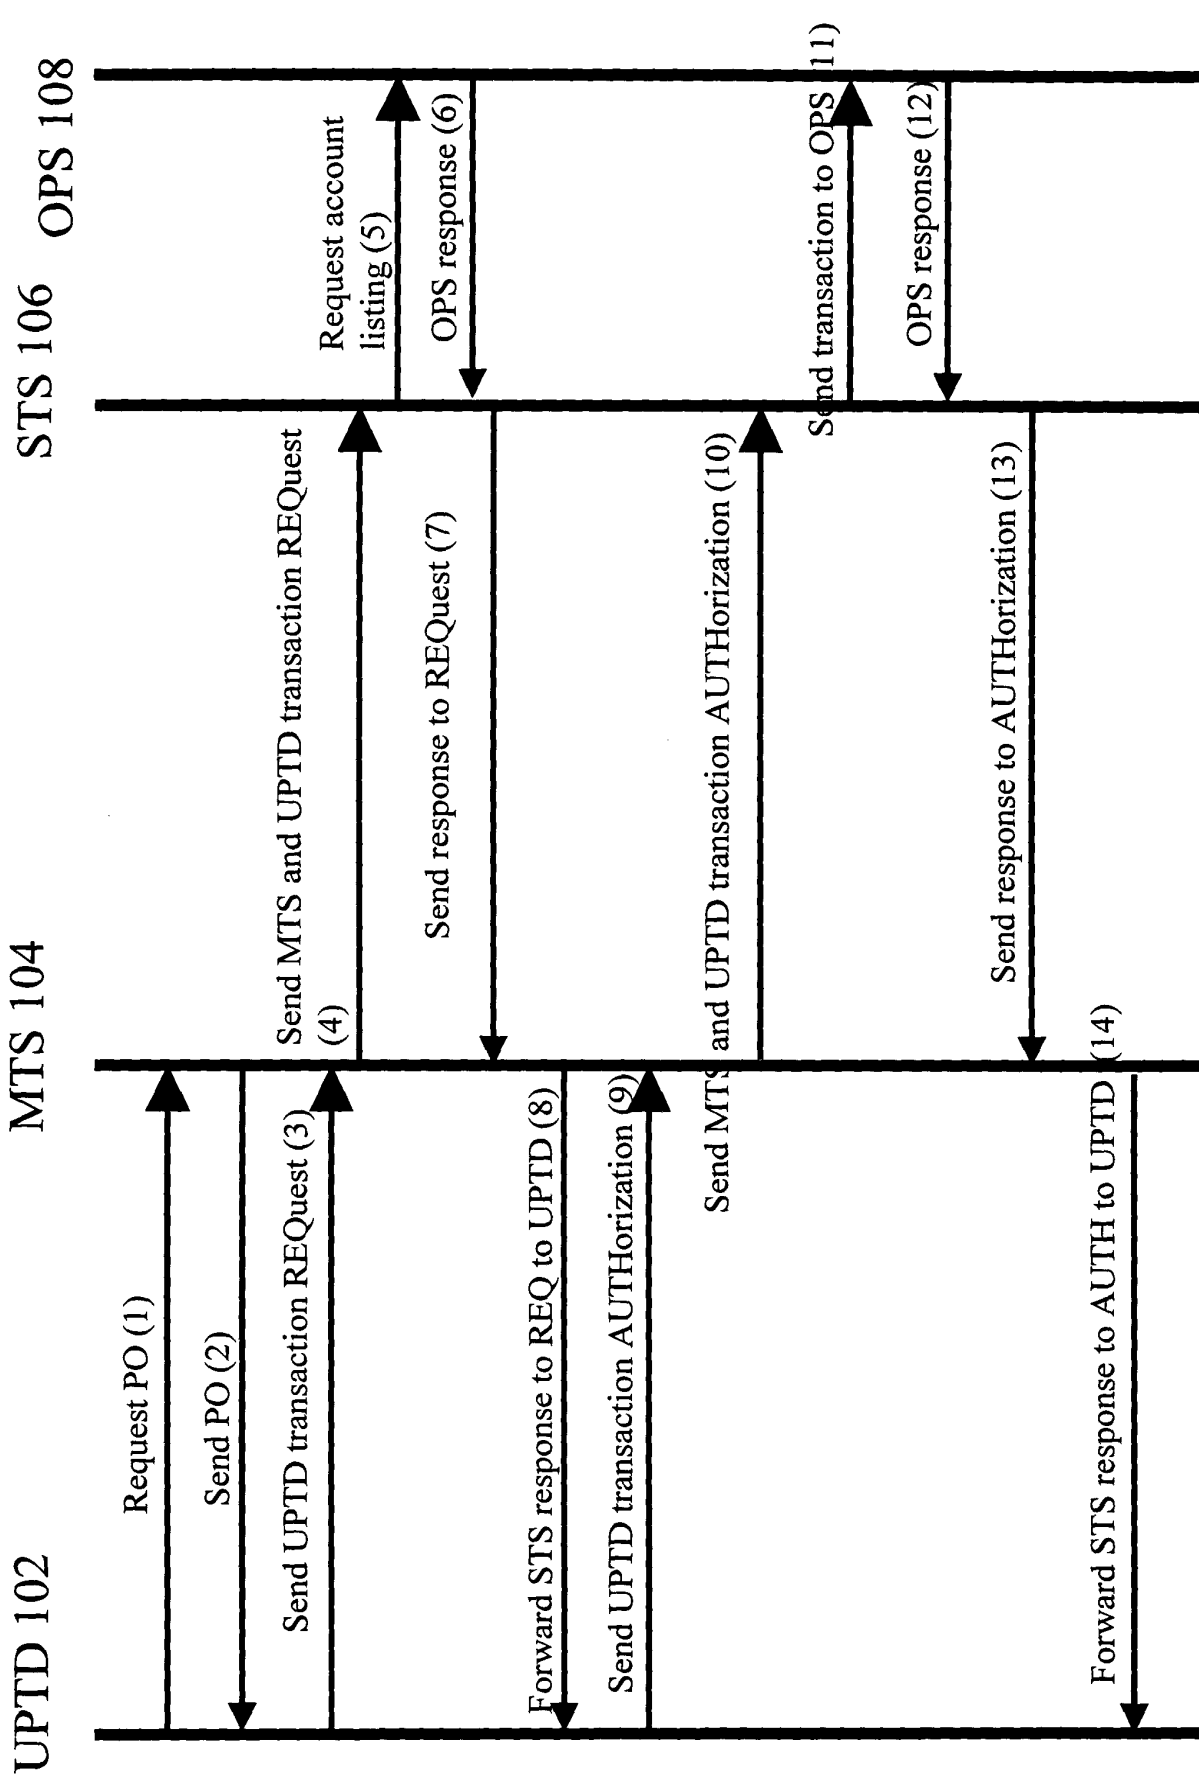 UPTD 102
MTS 104
STS 106
OPS 108
Request PO (1)
Send PO (2)
Send UPTD transaction REQuest (3)
Send MTS and UPTD transaction REQuest
(4)
Request account
listing (5)
OPS response (6)
Send response to REQuest (7)
Forward STS response to REQ to UPTD (8)
Send UPTD transaction AUTHorization (9)
Send MTS and UPTD transaction AUTHorization (10)
Send transaction to OPS (11)
OPS response (12)
Send response to AUTHorization (13)
Forward STS response to AUTH to UPTD (14)